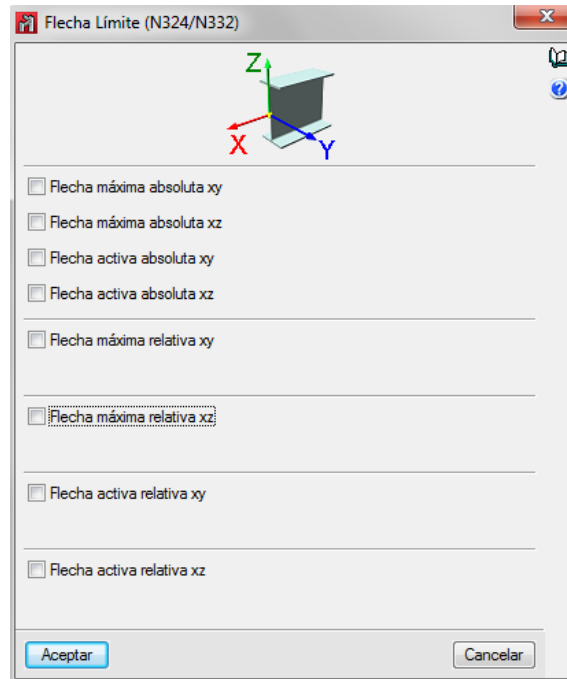 Flecha Límite (N324/N332)
Z
X
Y
Flecha máxima absoluta xy
Flecha máxima absoluta xz
Flecha activa absoluta xy
Flecha activa absoluta xz
Flecha máxima relativa xy
Flecha máxima relativa xz
Flecha activa relativa xy
Flecha activa relativa xz
Aceptar
Cancelar